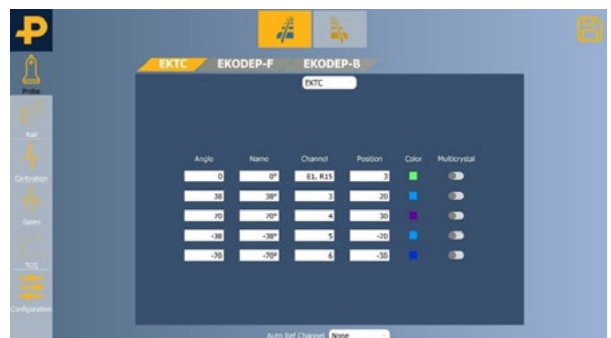 EKTC EKODEP-F EKODEP-B
EKTC
Probe
Rail
Calibration
Gates
TCG
Configuration
Angle Name Channel Position Color Multicrystal
0 0° E1, R15 3
38 38° 3 20
70 70° 4 30
-38 -38° 5 -20
-70 -70° 6 -30
Auto Ref Channel None